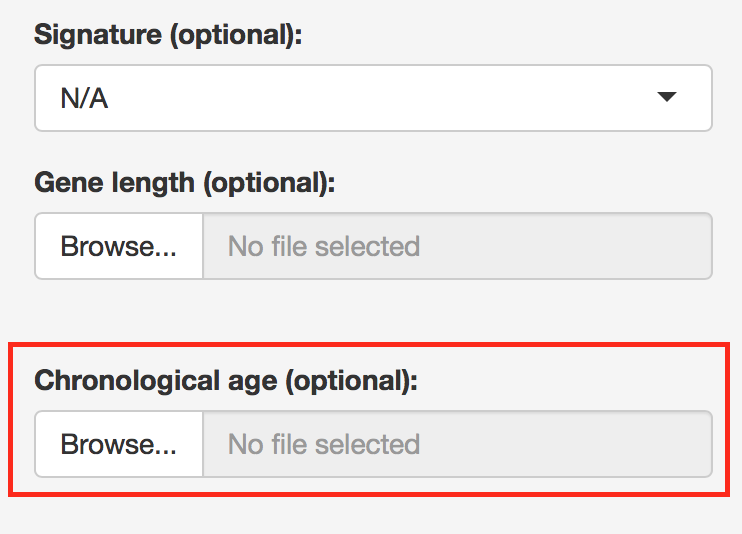 Signature (optional):
N/A
Gene length (optional):
Browse... No file selected
Chronological age (optional):
Browse... No file selected